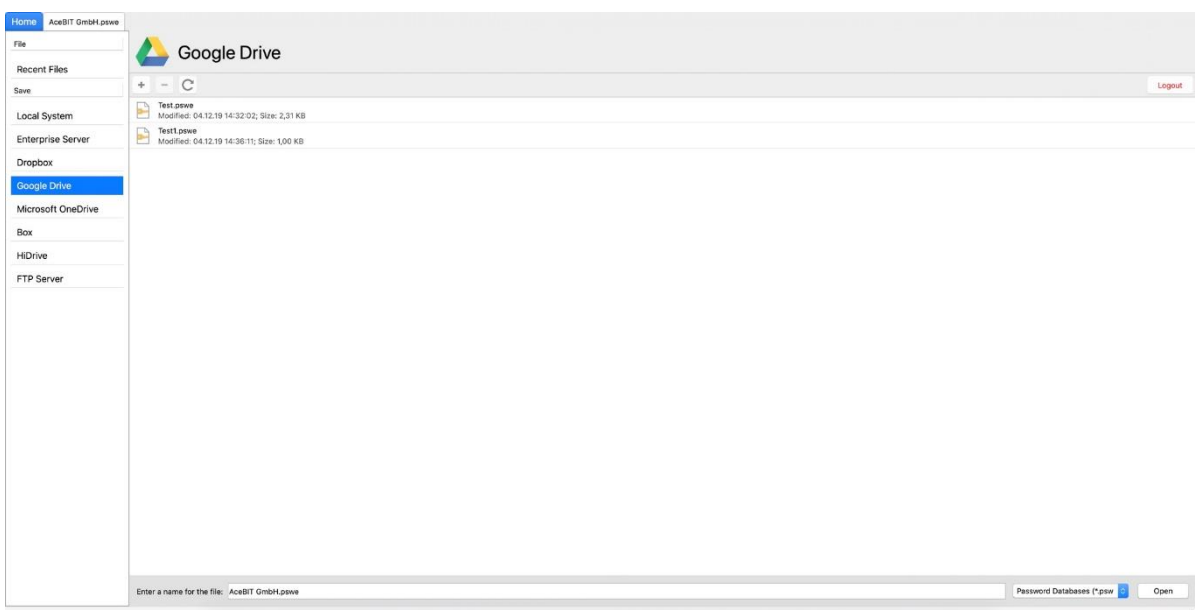 Home AceBIT GmbH.pswe
File
Recent Files
Save
Local System
Enterprise Server
Dropbox
Google Drive
Microsoft OneDrive
Box
HiDrive
FTP Server
Google Drive
+ −
Logout
Test.pswe
Modified: 04.12.19 14:32:02; Size: 2,31 KB
Test1.pswe
Modified: 04.12.19 14:36:11; Size: 1,00 KB
Enter a name for the file: AceBIT GmbH.pswe Password Databases (*.psw Open